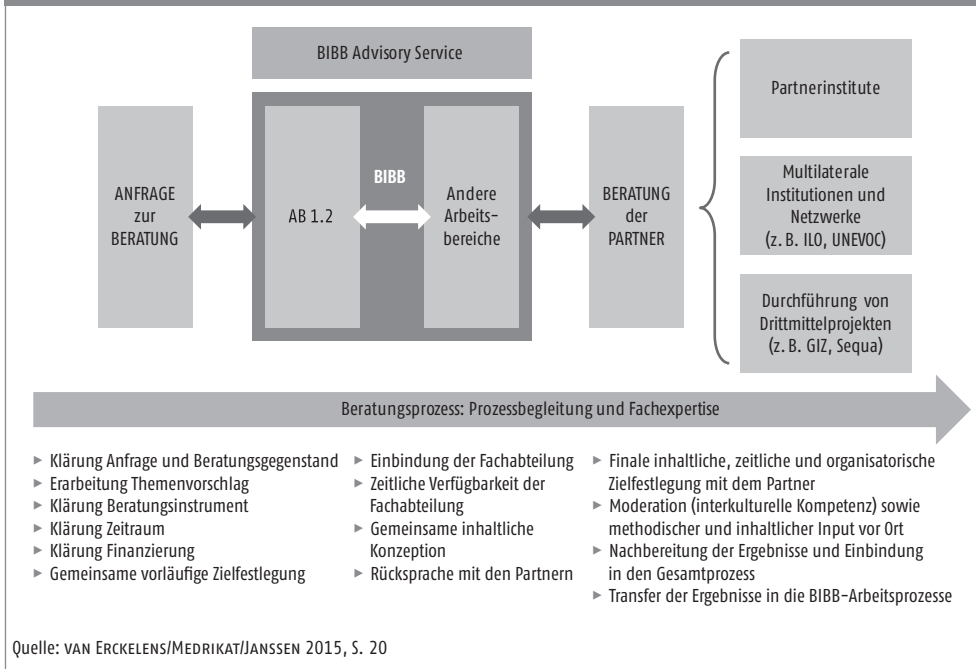 BIBB Advisory Service
ANFRAGE
zur
BERATUNG
AB 1.2
BIBB
Andere
Arbeits-
bereiche
BERATUNG
der
PARTNER
Partnerinstitute
Multilaterale
Institutionen und
Netzwerke
(z. B. ILO, UNEVOC)
Durchführung von
Drittmittelprojekten
(z. B. GIZ, Sequa)
Beratungsprozess: Prozessbegleitung und Fachexpertise
► Klärung Anfrage und Beratungsgegenstand
► Erarbeitung Themenvorschlag
► Klärung Beratungsinstrument
► Klärung Zeitraum
► Klärung Finanzierung
► Gemeinsame vorläufige Zielfestlegung
► Einbindung der Fachabteilung
► Zeitliche Verfügbarkeit der
Fachabteilung
► Gemeinsame inhaltliche
Konzeption
► Rücksprache mit den Partnern
► Finale inhaltliche, zeitliche und organisatorische
Zielfestlegung mit dem Partner
► Moderation (interkulturelle Kompetenz) sowie
methodischer und inhaltlicher Input vor Ort
► Nachbereitung der Ergebnisse und Einbindung
in den Gesamtprozess
► Transfer der Ergebnisse in die BIBB-Arbeitsprozesse
Quelle: VAN ERCKELENS/MEDRIKAT/JANSSEN 2015, S. 20